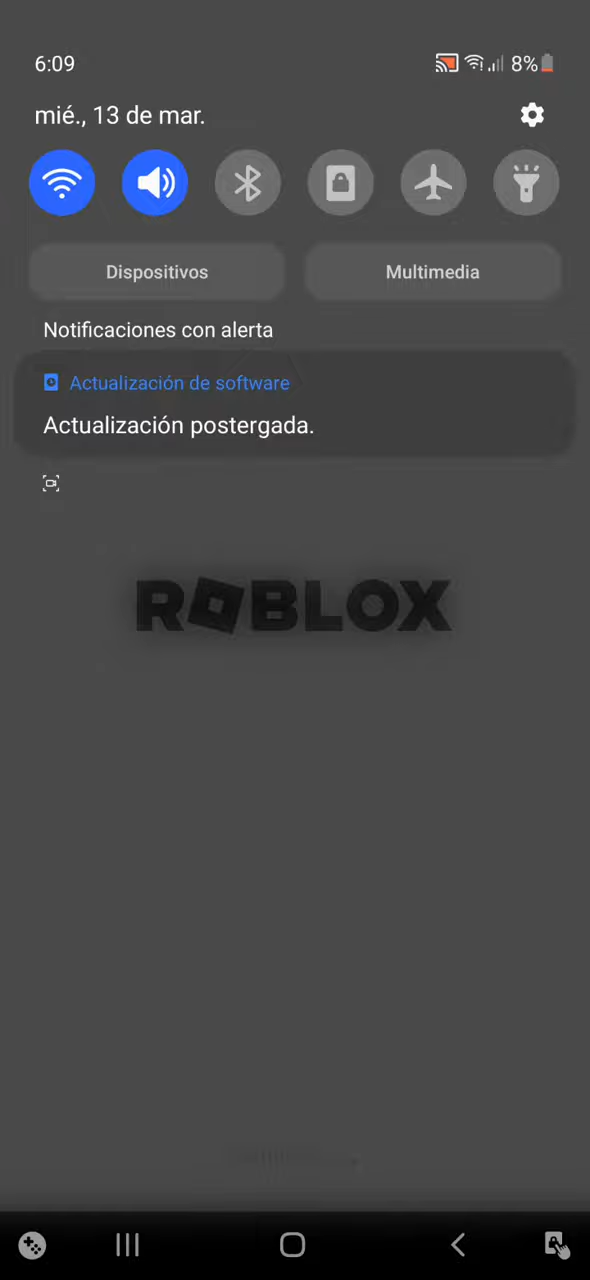 6:09
8%
mié., 13 de mar.
Dispositivos
Multimedia
Notificaciones con alerta
Actualización de software
Actualización postergada.
ROBLOX